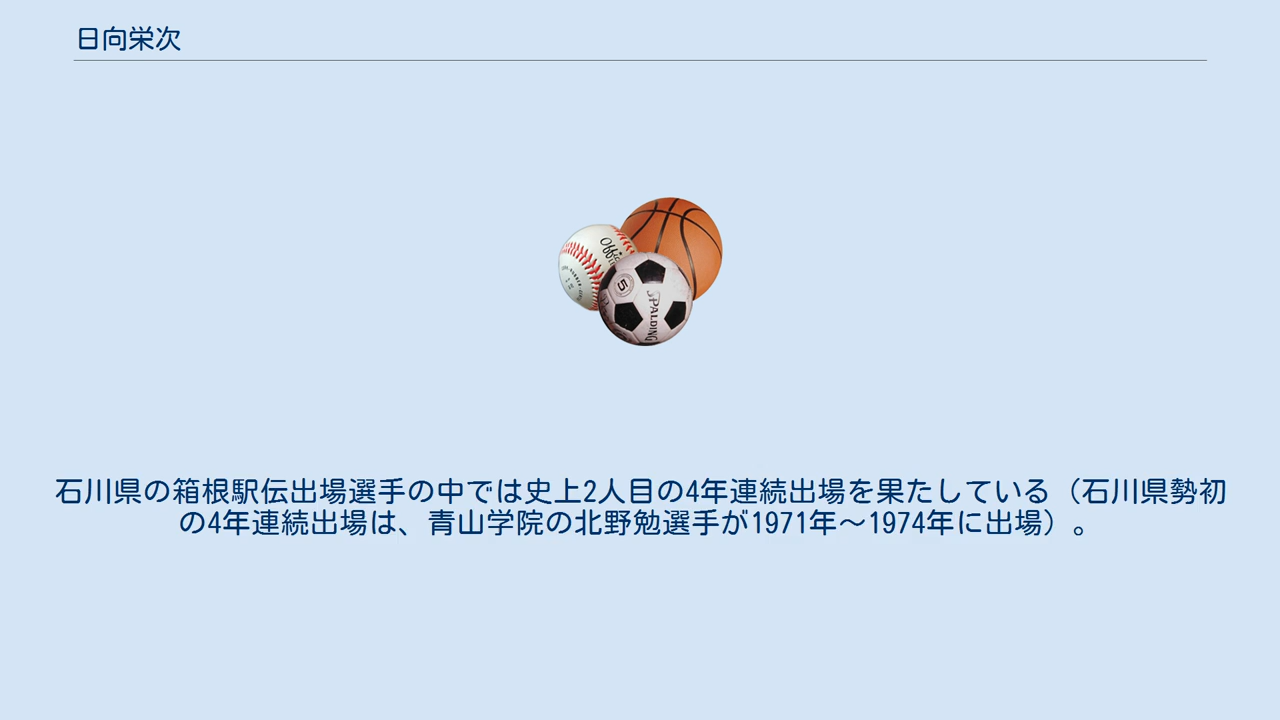 日向栄次
Offic
5
SPALDING
石川県の箱根駅伝出場選手の中では史上2人目の4年連続出場を果たしている（石川県勢初
の4年連続出場は、青山学院の北野勉選手が1971年～1974年に出場）。